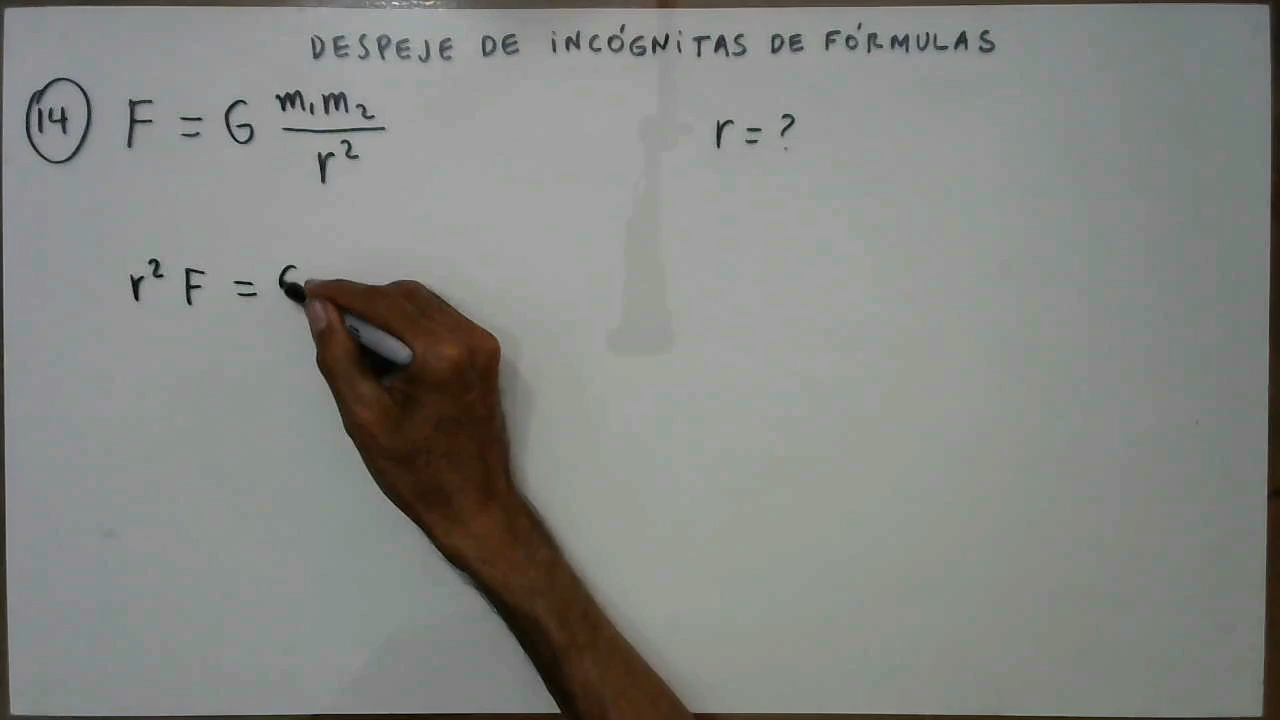 DESPEJE DE INCÓGNITAS DE FÓRMULAS
14 F = G m₁m₂ / r²
r = ?
r² F = G